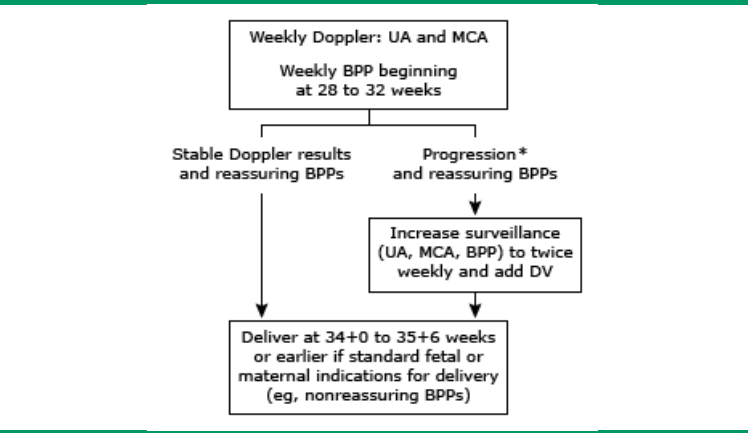 Weekly Doppler: UA and MCA
Weekly BPP beginning
at 28 to 32 weeks
Stable Doppler results
and reassuring BPPs
Progression*
and reassuring BPPs
Increase surveillance
(UA, MCA, BPP) to twice
weekly and add DV
Deliver at 34+0 to 35+6 weeks
or earlier if standard fetal or
maternal indications for delivery
(eg, nonreassuring BPPs)